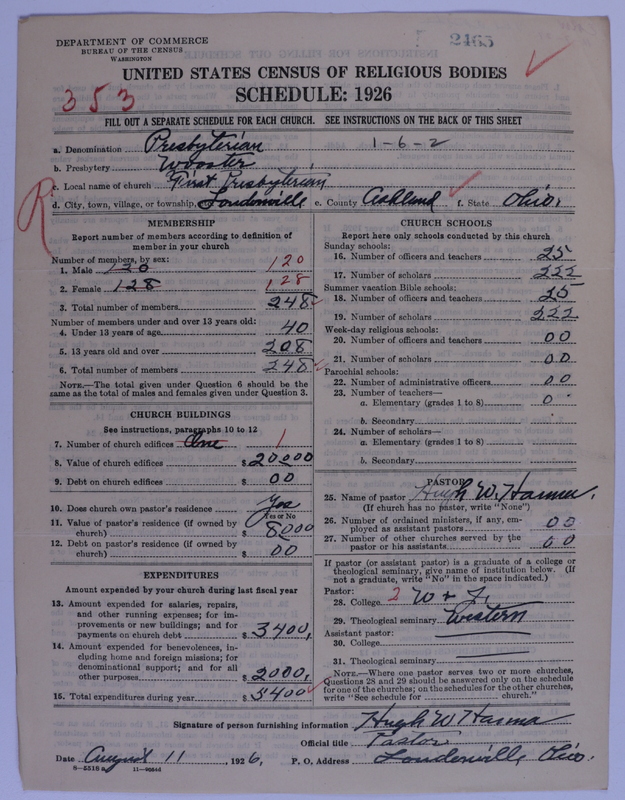 DEPARTMENT OF COMMERCE
BUREAU OF THE CENSUS
WASHINGTON
2465
UNITED STATES CENSUS OF RELIGIOUS BODIES
353
SCHEDULE: 1926
FILL OUT A SEPARATE SCHEDULE FOR EACH CHURCH. SEE INSTRUCTIONS ON THE BACK OF THIS SHEET
a. Denomination Presbyterian 1-6-2
b. Presbytery Wooster
c. Local name of church First Presbyterian
R
d. City, town, village, or township, Loudonville e. County Ashland f. State Ohio.
MEMBERSHIP
Report number of members according to definition of
member in your church
Number of members, by sex:
1. Male 120 120
2. Female 128 128
3. Total number of members 248
Number of members under and over 13 years old:
4. Under 13 years of age 40
5. 13 years old and over 208
6. Total number of members 248
NOTE.—The total given under Question 6 should be the
same as the total of males and females given under Question 3.
CHURCH BUILDINGS
See instructions, paragraphs 10 to 12
7. Number of church edifices One 1
8. Value of church edifices $ 20000
9. Debt on church edifices $ 00
10. Does church own pastor's residence Yes
Yes or No
11. Value of pastor's residence (if owned by
church) $ 8000
12. Debt on pastor's residence (if owned by
church) $ 00
EXPENDITURES
Amount expended by your church during last fiscal year
13. Amount expended for salaries, repairs,
and other running expenses; for im-
provements or new buildings; and for
payments on church debt $ 3400.
14. Amount expended for benevolences, in-
cluding home and foreign missions; for
denominational support; and for all
other purposes $ 2000.
15. Total expenditures during year $ 5400
CHURCH SCHOOLS
Report here only schools conducted by this church
Sunday schools:
16. Number of officers and teachers 25
17. Number of scholars 222
Summer vacation Bible schools:
18. Number of officers and teachers 25
19. Number of scholars 222
Week-day religious schools:
20. Number of officers and teachers 00
21. Number of scholars 00
Parochial schools:
22. Number of administrative officers 00
23. Number of teachers—
a. Elementary (grades 1 to 8) 0
b. Secondary
24. Number of scholars—
a. Elementary (grades 1 to 8)
b. Secondary
PASTOR
25. Name of pastor Hugh W. Harma.
(If church has no pastor, write "None")
26. Number of ordained ministers, if any, em-
ployed as assistant pastors 00
27. Number of other churches served by the
pastor or his assistants 00
If pastor (or assistant pastor) is a graduate of a college or
theological seminary, give name of institution below. (If
not a graduate, write "No" in the space indicated.)
Pastor:
28. College 2 W + J.
29. Theological seminary Western
Assistant pastor:
30. College
31. Theological seminary
NOTE.—Where one pastor serves two or more churches,
Questions 28 and 29 should be answered only on the schedule
for one of the churches; on the schedules for the other churches,
write "See schedule for church."
Signature of person furnishing information Hugh W Harma
Official title Pastor
Date August 11, 1926. P. O. Address Loudonville Ohio.
8-5518 a